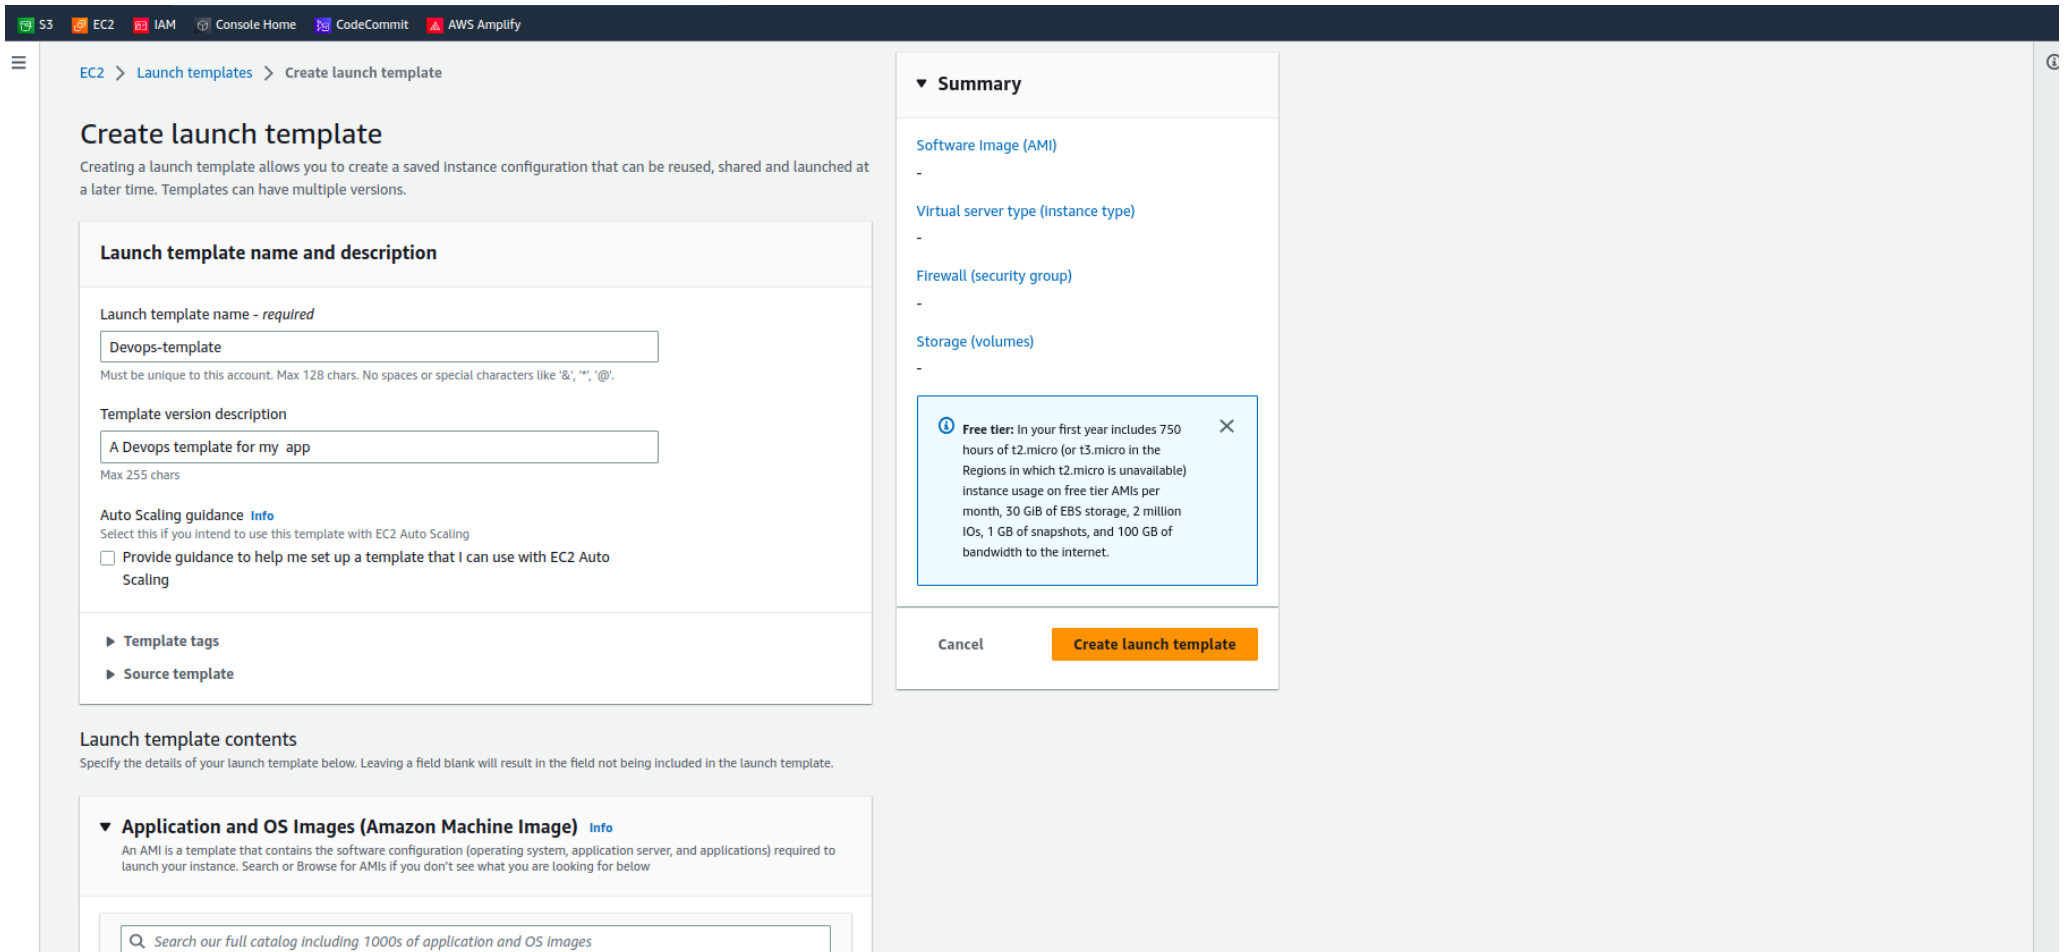 S3 EC2 IAM Console Home CodeCommit AWS Amplify
EC2 Launch templates Create launch template
Create launch template
Creating a launch template allows you to create a saved instance configuration that can be reused, shared and launched at
a later time. Templates can have multiple versions.
Launch template name and description
Launch template name - required
Devops-template
Must be unique to this account. Max 128 chars. No spaces or special characters like '&', '*', '@'.
Template version description
A Devops template for my  app
Max 255 chars
Auto Scaling guidance Info
Select this if you intend to use this template with EC2 Auto Scaling
Provide guidance to help me set up a template that I can use with EC2 Auto
Scaling
Template tags
Source template
Launch template contents
Specify the details of your launch template below. Leaving a field blank will result in the field not being included in the launch template.
Application and OS Images (Amazon Machine Image) Info
An AMI is a template that contains the software configuration (operating system, application server, and applications) required to
launch your instance. Search or Browse for AMIs if you don't see what you are looking for below
Search our full catalog including 1000s of application and OS images
Summary
Software Image (AMI)
-
Virtual server type (instance type)
-
Firewall (security group)
-
Storage (volumes)
-
Free tier: In your first year includes 750
hours of t2.micro (or t3.micro in the
Regions in which t2.micro is unavailable)
instance usage on free tier AMIs per
month, 30 GiB of EBS storage, 2 million
IOs, 1 GB of snapshots, and 100 GB of
bandwidth to the internet.
Cancel
Create launch template